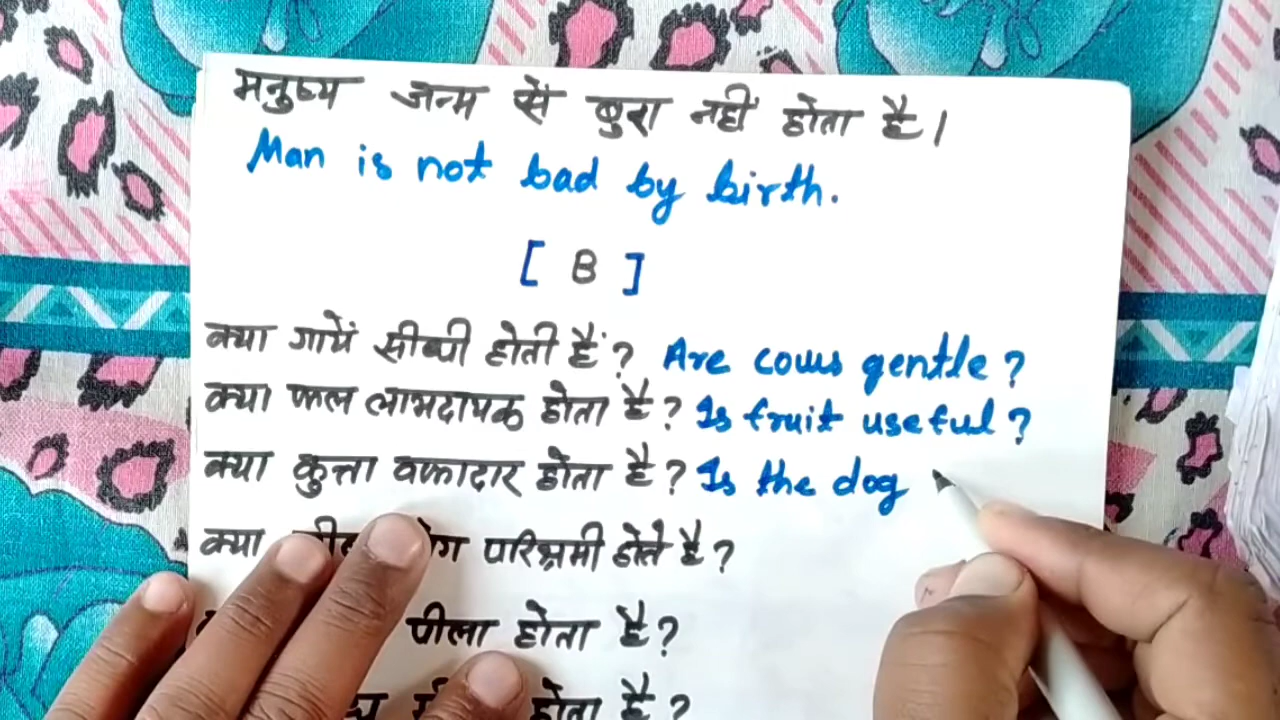 मनुष्य जन्म से बुरा नहीं होता है।
Man is not bad by birth.
[ B ]
क्या गायें सीधी होती हैं? Are cows gentle?
क्या फल लाभदायक होता है? Is fruit useful?
क्या कुत्ता वफादार होता है? Is the dog
क्या परिश्रमी होते है?
पीला होता है?
होता है?